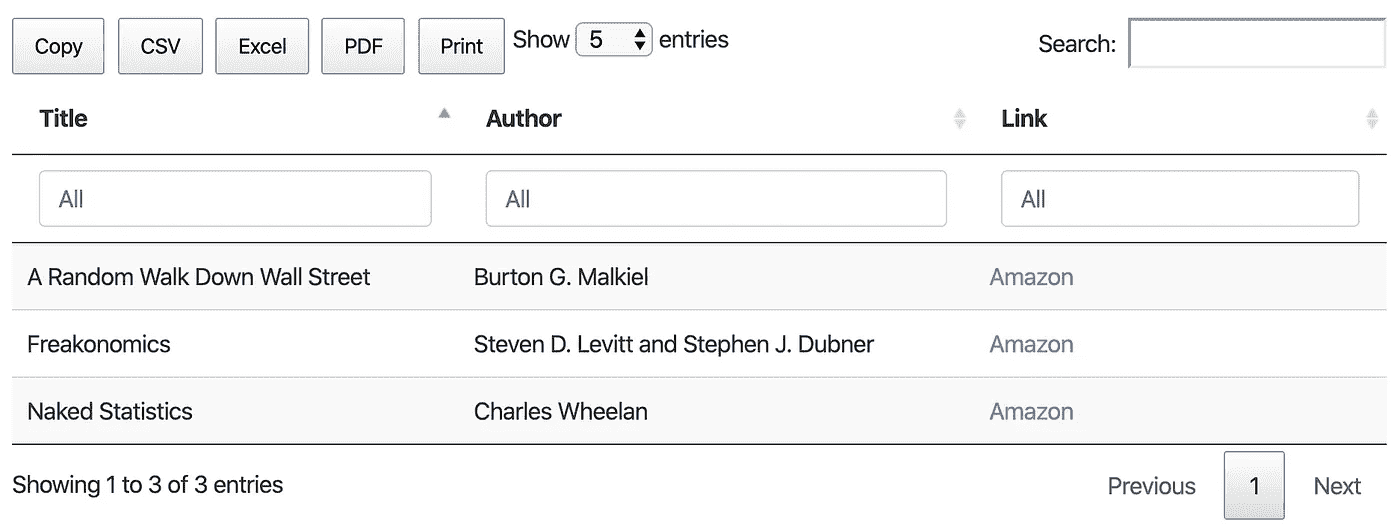 Copy CSV Excel PDF Print Show 5 entries Search:
Title Author Link
All All All
A Random Walk Down Wall Street Burton G. Malkiel Amazon
Freakonomics Steven D. Levitt and Stephen J. Dubner Amazon
Naked Statistics Charles Wheelan Amazon
Showing 1 to 3 of 3 entries Previous 1 Next